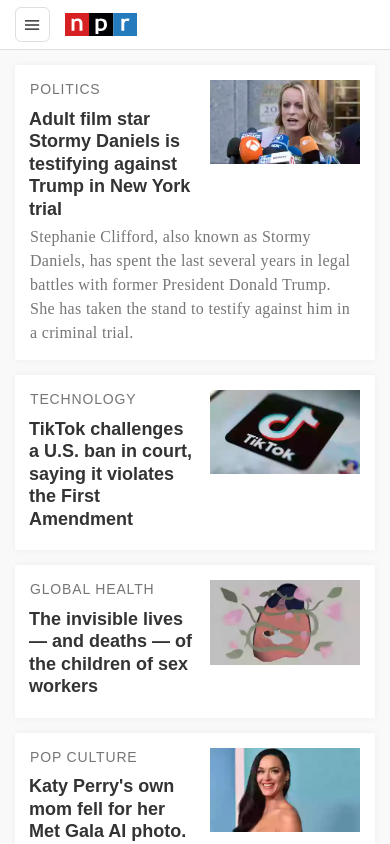 npr
POLITICS
Adult film star
Stormy Daniels is
testifying against
Trump in New York
trial
Stephanie Clifford, also known as Stormy
Daniels, has spent the last several years in legal
battles with former President Donald Trump.
She has taken the stand to testify against him in
a criminal trial.
TECHNOLOGY
TikTok challenges
a U.S. ban in court,
saying it violates
the First
Amendment
TikTok
GLOBAL HEALTH
The invisible lives
— and deaths — of
the children of sex
workers
POP CULTURE
Katy Perry's own
mom fell for her
Met Gala AI photo.